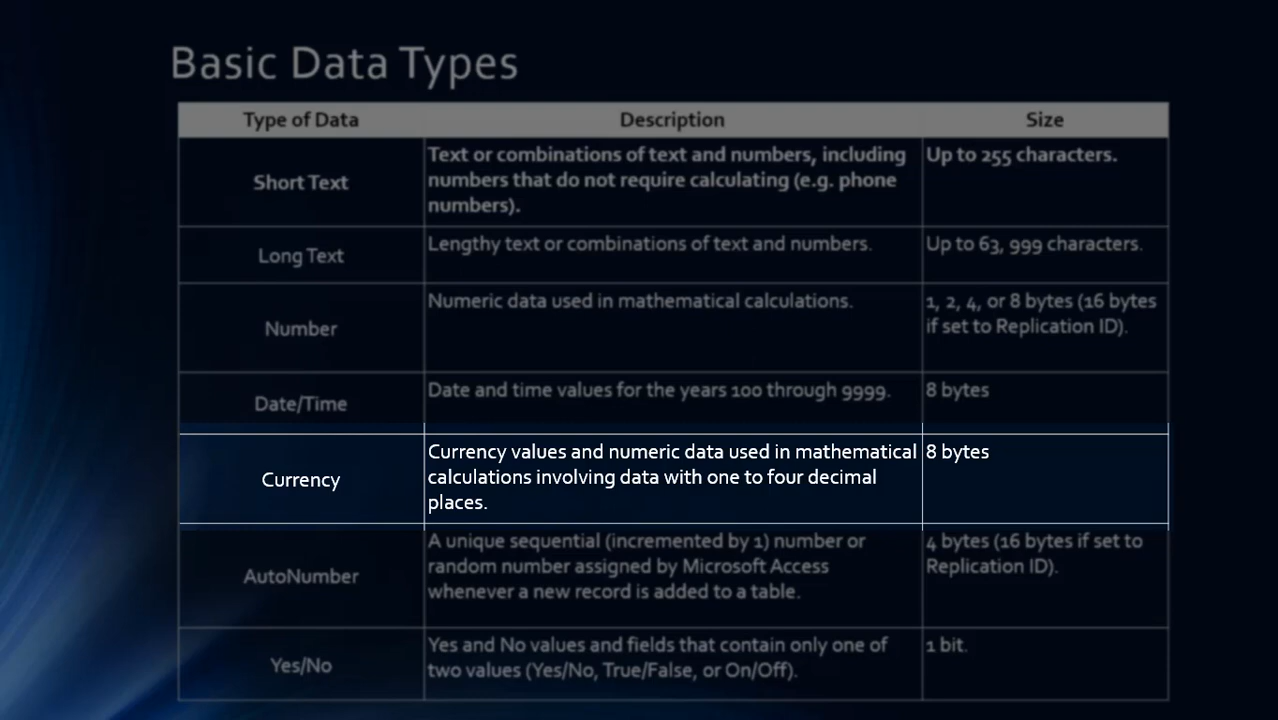 Basic Data Types
Type of Data
Description
Size
Short Text
Text or combinations of text and numbers, including
numbers that do not require calculating (e.g. phone
numbers).
Up to 255 characters.
Long Text
Lengthy text or combinations of text and numbers.
Up to 63, 999 characters.
Number
Numeric data used in mathematical calculations.
1, 2, 4, or 8 bytes (16 bytes
if set to Replication ID).
Date/Time
Date and time values for the years 100 through 9999.
8 bytes
Currency
Currency values and numeric data used in mathematical
calculations involving data with one to four decimal
places.
8 bytes
AutoNumber
A unique sequential (incremented by 1) number or
random number assigned by Microsoft Access
whenever a new record is added to a table.
4 bytes (16 bytes if set to
Replication ID).
Yes/No
Yes and No values and fields that contain only one of
two values (Yes/No, True/False, or On/Off).
1 bit.